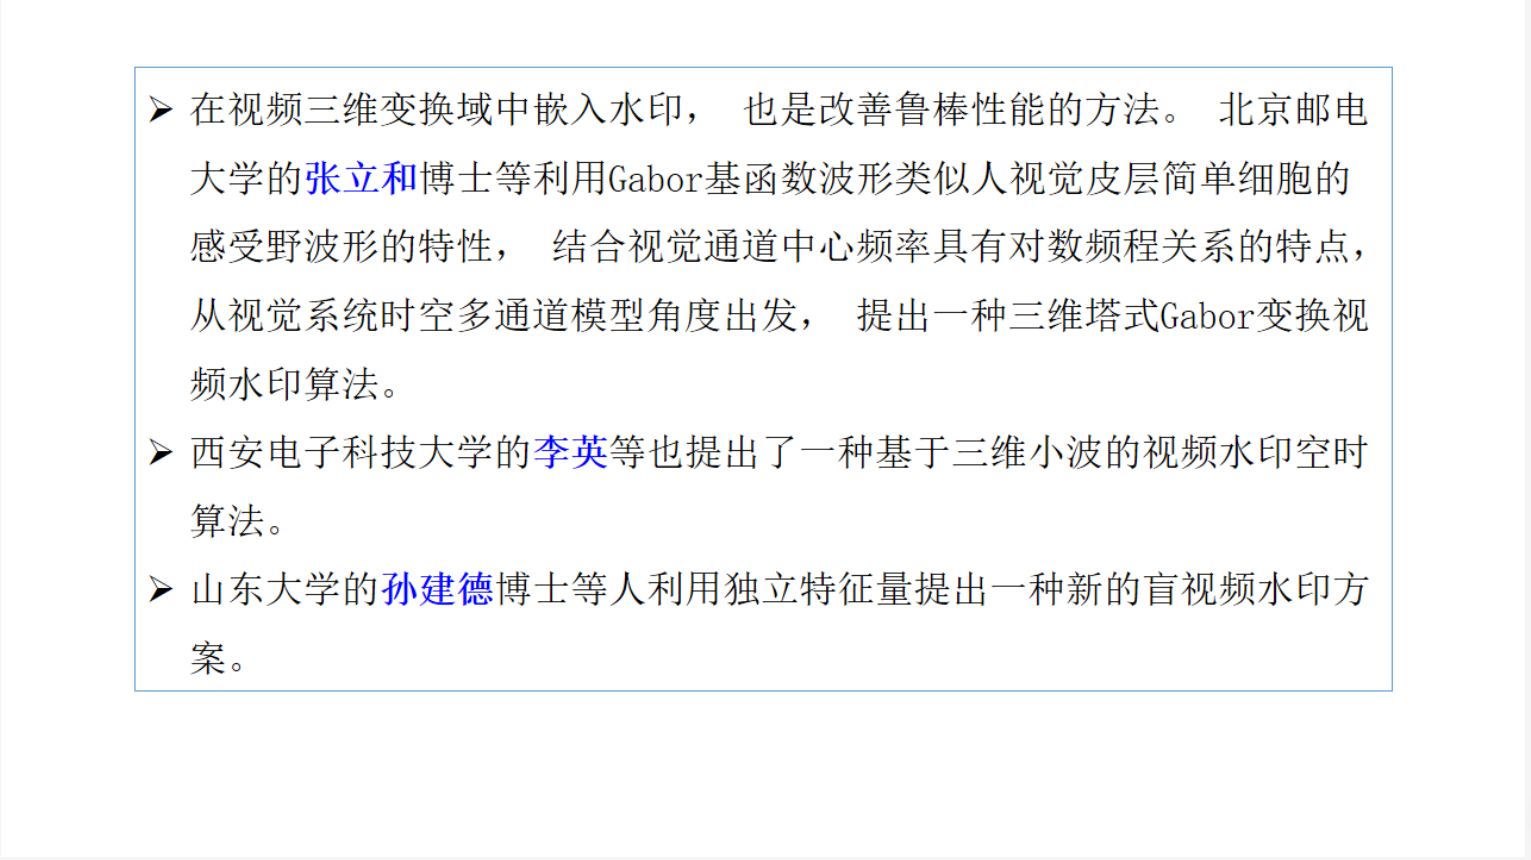 ➢ 在视频三维变换域中嵌入水印， 也是改善鲁棒性能的方法。 北京邮电
大学的张立和博士等利用Gabor基函数波形类似人视觉皮层简单细胞的
感受野波形的特性， 结合视觉通道中心频率具有对数频程关系的特点，
从视觉系统时空多通道模型角度出发， 提出一种三维塔式Gabor变换视
频水印算法。
➢ 西安电子科技大学的李英等也提出了一种基于三维小波的视频水印空时
算法。
➢ 山东大学的孙建德博士等人利用独立特征量提出一种新的盲视频水印方
案。